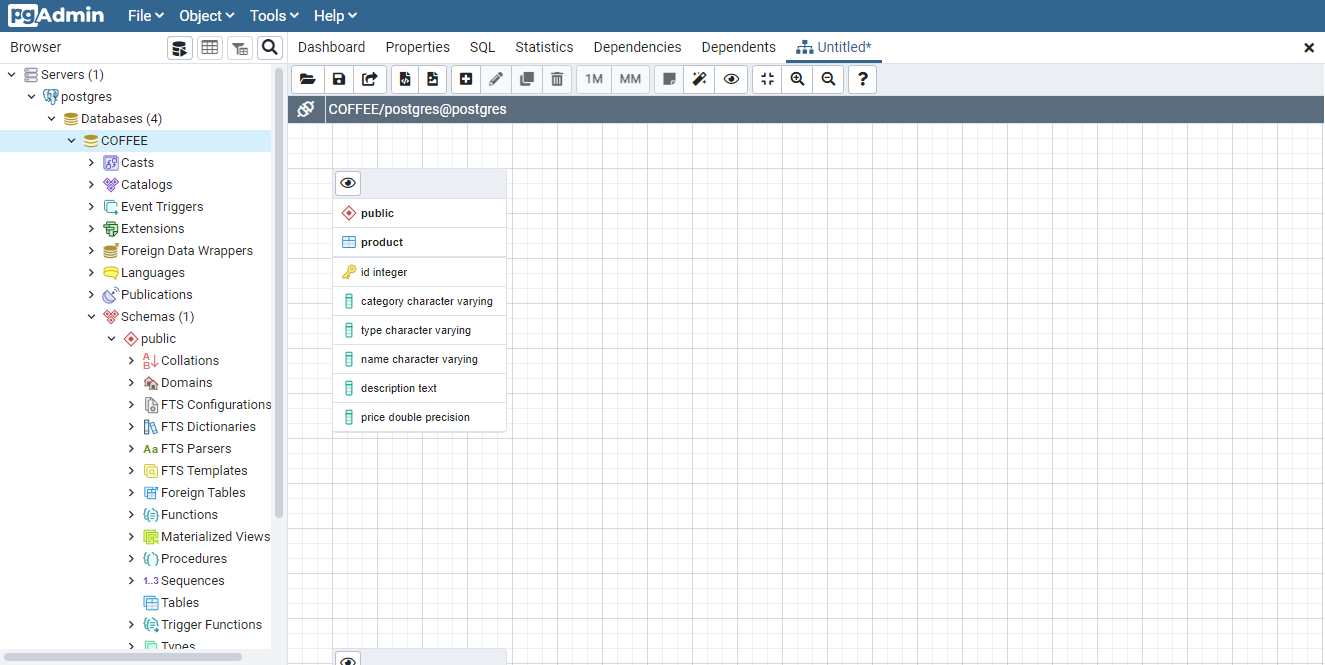 pgAdmin File Object Tools Help
Browser
Dashboard Properties SQL Statistics Dependencies Dependents Untitled*
1M MM ?
COFFEE/postgres@postgres
Servers (1)
postgres
Databases (4)
COFFEE
Casts
Catalogs
Event Triggers
Extensions
Foreign Data Wrappers
Languages
Publications
Schemas (1)
public
Collations
Domains
FTS Configurations
FTS Dictionaries
Aa FTS Parsers
FTS Templates
Foreign Tables
Functions
Materialized Views
Procedures
1..3 Sequences
Tables
Trigger Functions
Types
public
product
id integer
category character varying
type character varying
name character varying
description text
price double precision